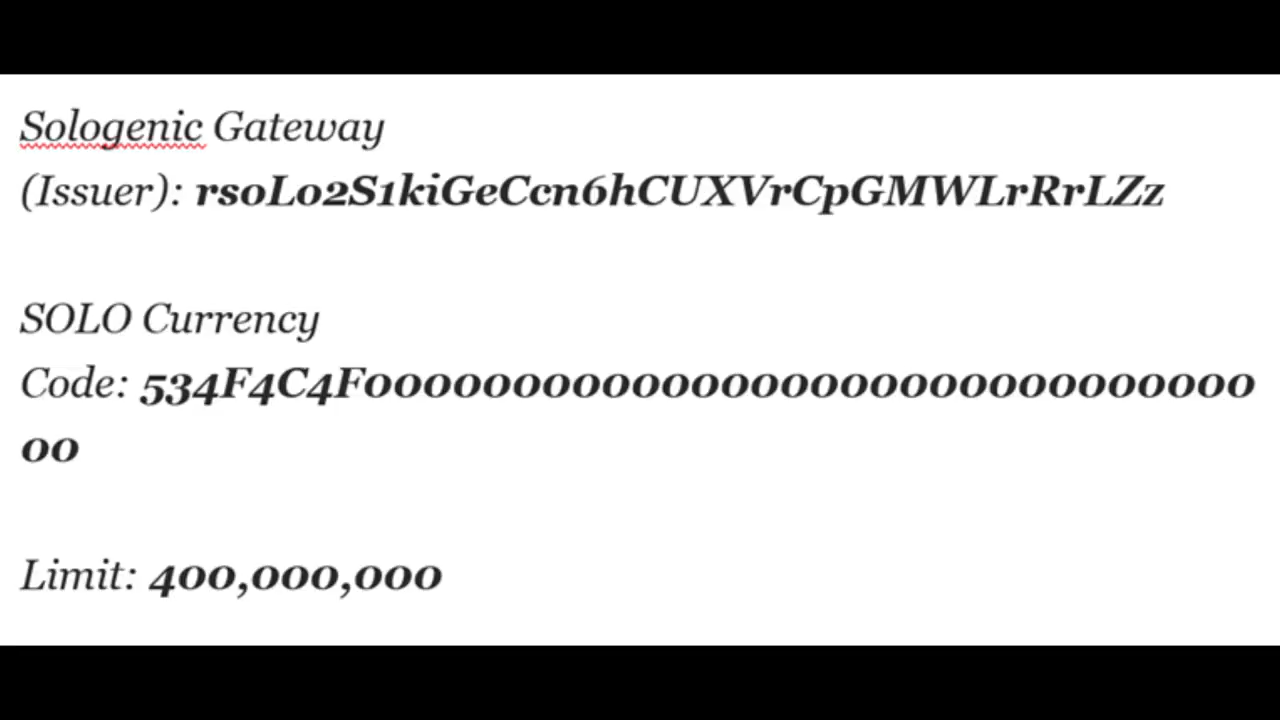 Sologenic Gateway
(Issuer): rsoLo2S1kiGeCcn6hCUXVrCpGMWLrRrLZz
SOLO Currency
Code: 534F4C4F000000000000000000000000000000
00
Limit: 400,000,000